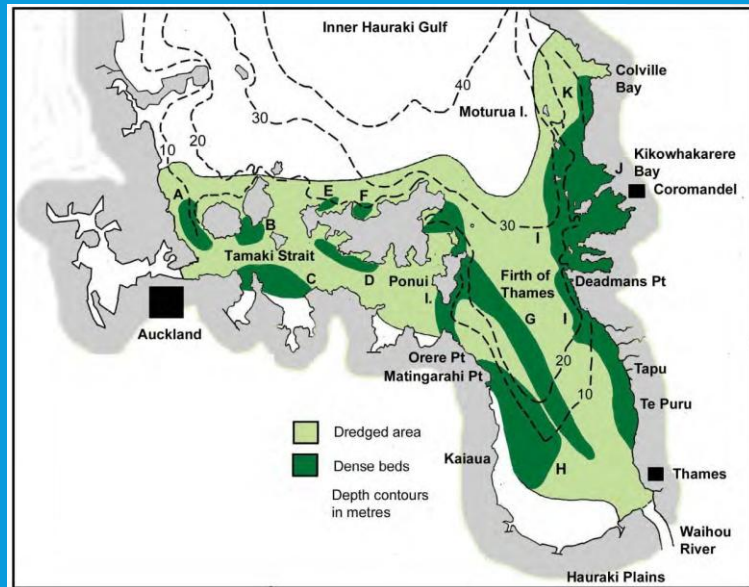 Inner Hauraki Gulf
Colville
Bay
K
40
Moturua I.
30
20
10
J
Kikowhakarere
Bay
Coromandel
A
E
F
B
30
I
Tamaki Strait
Firth of
Thames
Deadmans Pt
C
D
Ponui
I.
G
I
Auckland
Orere Pt
Matingarahi Pt
20
10
Tapu
Te Puru
Dredged area
Dense beds
Depth contours
in metres
Kaiaua
H
Thames
Waihou
River
Hauraki Plains